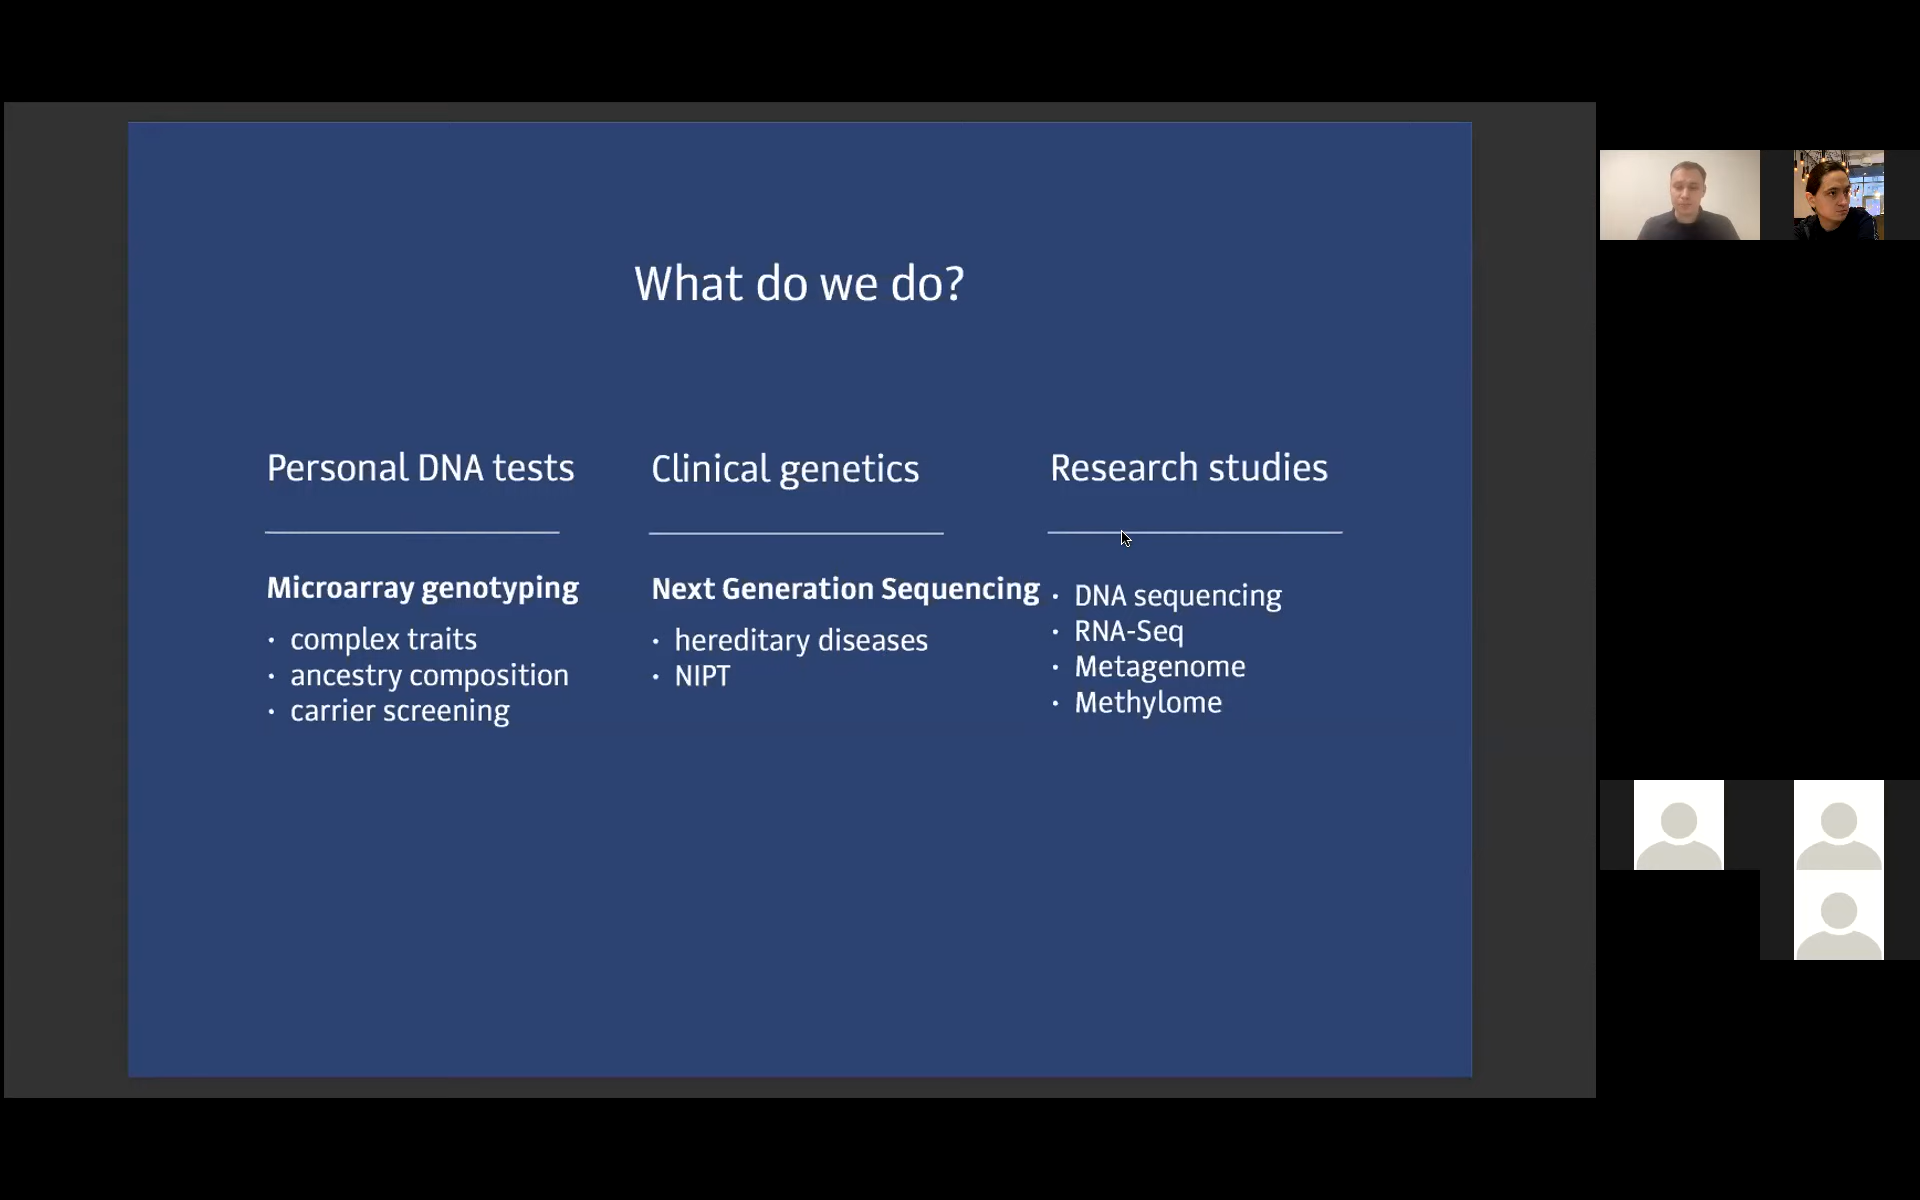 What do we do?
Personal DNA tests
Microarray genotyping
• complex traits
• ancestry composition
• carrier screening
Clinical genetics
Next Generation Sequencing
• hereditary diseases
• NIPT
Research studies
• DNA sequencing
• RNA-Seq
• Metagenome
• Methylome